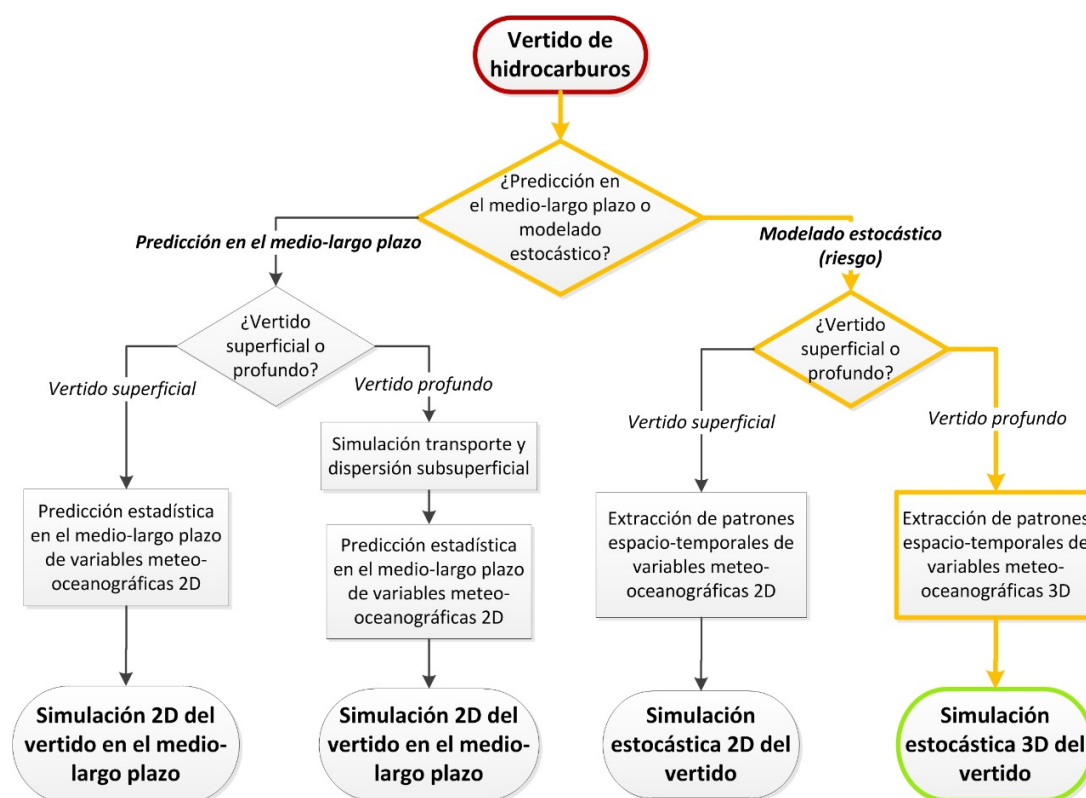 Vertido de
hidrocarburos
¿Predicción en
el medio-largo plazo o
modelado
estocástico?
Predicción en el medio-largo plazo
Modelado estocástico
(riesgo)
¿Vertido
superficial o
profundo?
¿Vertido
superficial o
profundo?
Vertido superficial
Vertido profundo
Vertido superficial
Vertido profundo
Simulación transporte y
dispersión subsuperficial
Predicción estadística
en el medio-largo plazo
de variables meteo-
oceanográficas 2D
Predicción estadística
en el medio-largo plazo
de variables meteo-
oceanográficas 2D
Extracción de patrones
espacio-temporales de
variables meteo-
oceanográficas 2D
Extracción de patrones
espacio-temporales de
variables meteo-
oceanográficas 3D
Simulación 2D del
vertido en el medio-
largo plazo
Simulación 2D del
vertido en el medio-
largo plazo
Simulación
estocástica 2D del
vertido
Simulación
estocástica 3D del
vertido